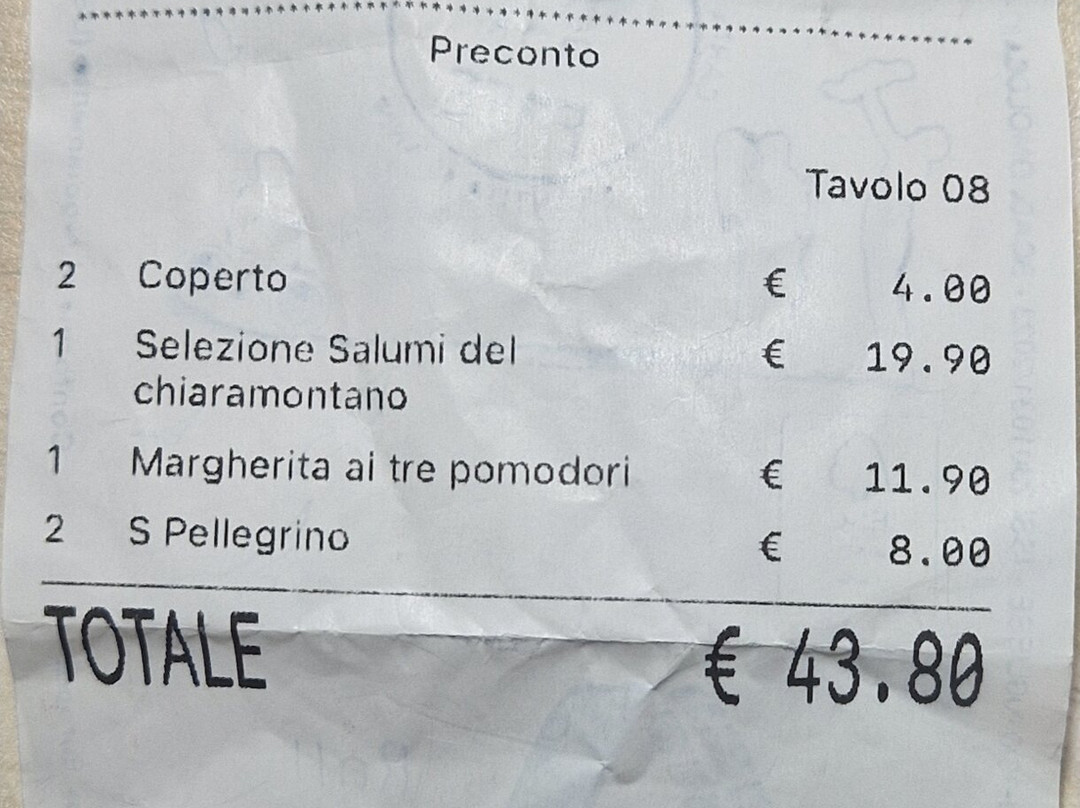 Preconto
Tavolo 08
2 Coperto € 4.00
1 Selezione Salumi del € 19.90
chiaramontano
1 Margherita ai tre pomodori € 11.90
2 S Pellegrino € 8.00
TOTALE € 43.80